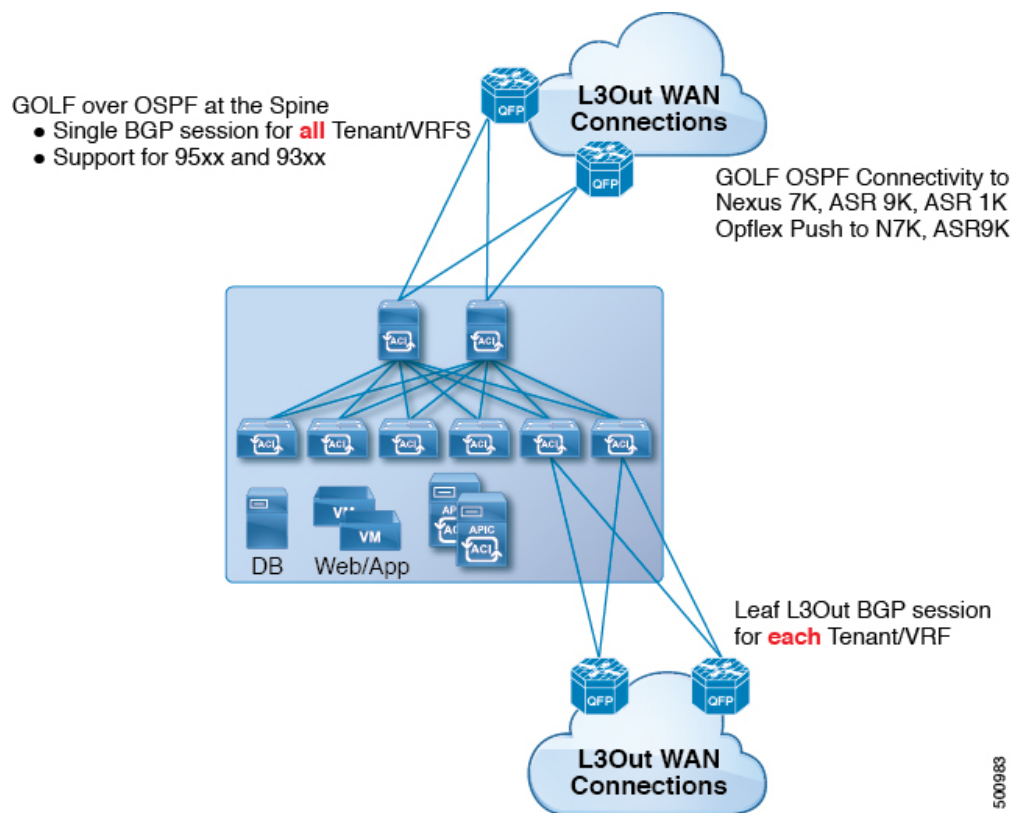 L3Out WAN
Connections
QFP
QFP
GOLF over OSPF at the Spine
● Single BGP session for all Tenant/VRFS
● Support for 95xx and 93xx
GOLF OSPF Connectivity to
Nexus 7K, ASR 9K, ASR 1K
Opflex Push to N7K, ASR9K
ACI
ACI
ACI
ACI
ACI
ACI
ACI
ACI
DB
VM
VM
Web/App
AP
AC
APIC
ACI
Leaf L3Out BGP session
for each Tenant/VRF
QFP
QFP
L3Out WAN
Connections
500983